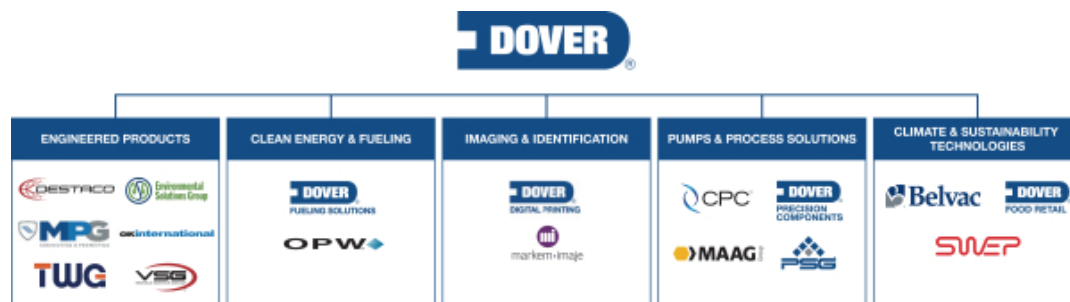 DOVER
®
ENGINEERED PRODUCTS
CLEAN ENERGY & FUELING
IMAGING & IDENTIFICATION
PUMPS & PROCESS SOLUTIONS
CLIMATE & SUSTAINABILITY
TECHNOLOGIES
DESTACO
Environmental
Solutions Group
MPG
OKinternational
TWG
VSG
DOVER
FUELING SOLUTIONS
OPW
DOVER
DIGITAL PRINTING
mi
markem·imaje
CPC
DOVER
PRECISION
COMPONENTS
MAAG
PSG
Belvac
DOVER
FOOD RETAIL
SWEP